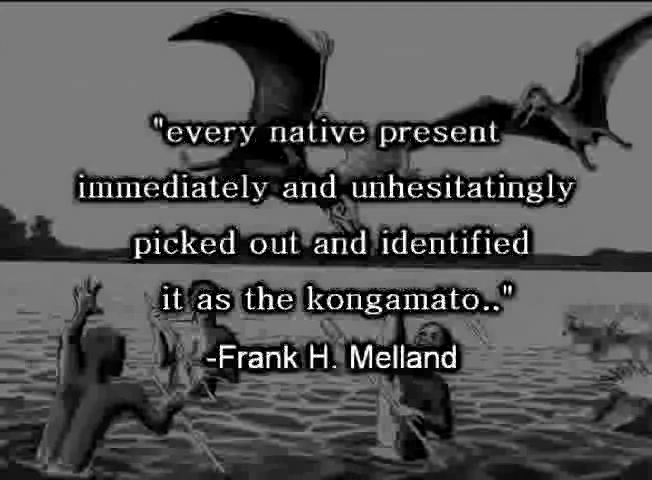 "every native present
immediately and unhesitatingly
picked out and identified
it as the kongamato.."
-Frank H. Melland